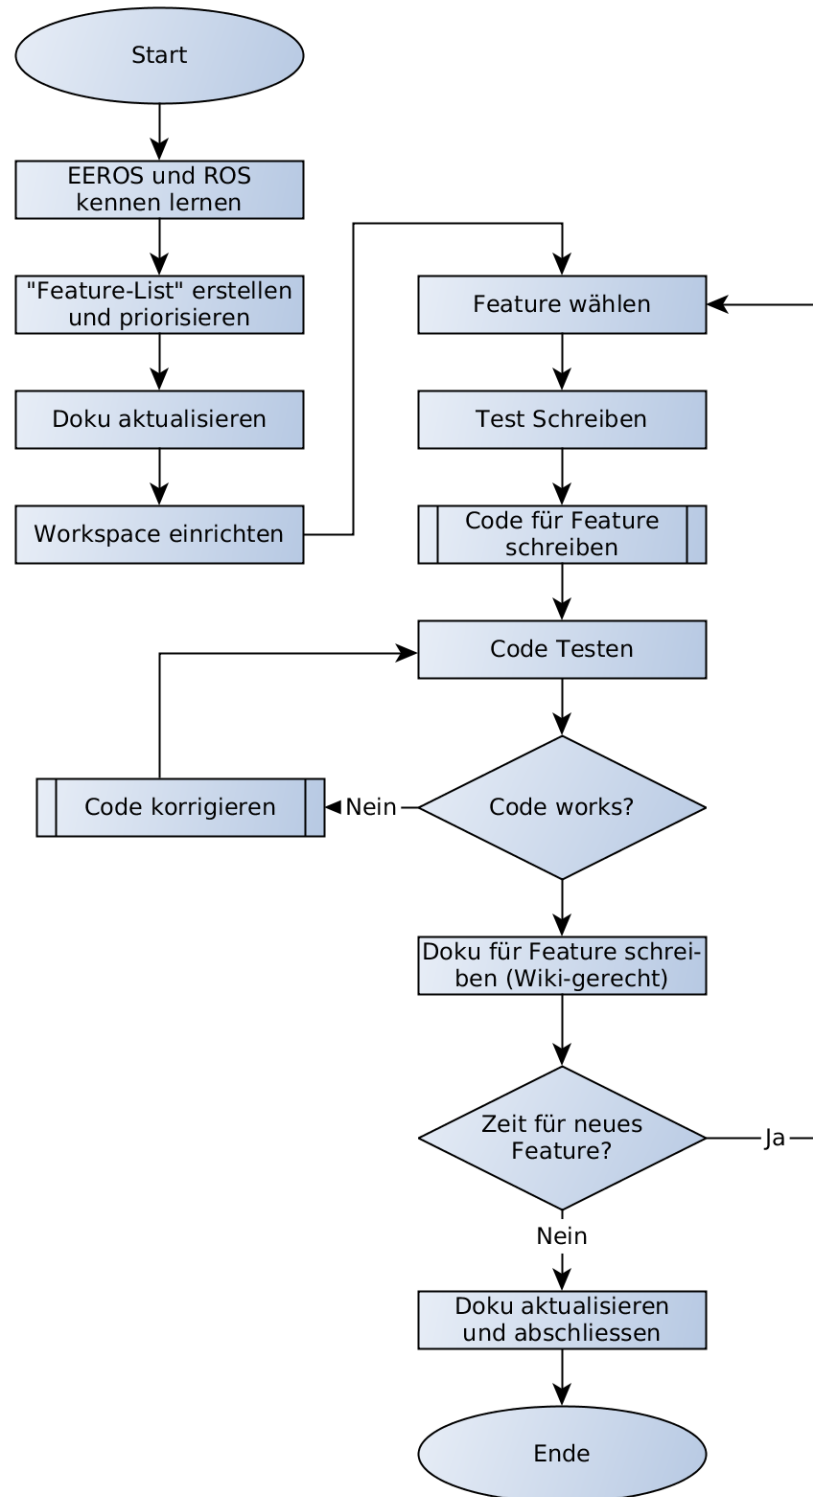 Start
EEROS und ROS
kennen lernen
"Feature-List" erstellen
und priorisieren
Doku aktualisieren
Workspace einrichten
Feature wählen
Test Schreiben
Code für Feature
schreiben
Code Testen
Code works?
Nein
Code korrigieren
Doku für Feature schrei-
ben (Wiki-gerecht)
Zeit für neues
Feature?
Ja
Nein
Doku aktualisieren
und abschliessen
Ende